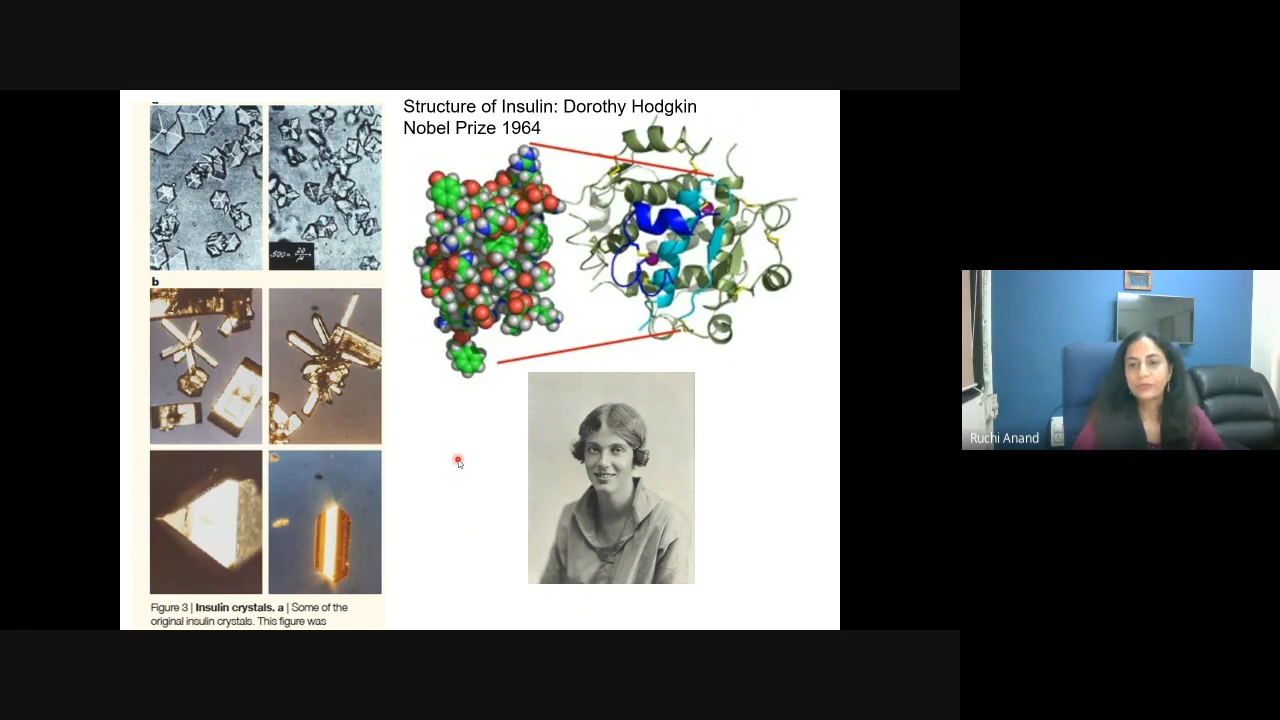 Structure of Insulin: Dorothy Hodgkin
Nobel Prize 1964
b
Figure 3 | Insulin crystals. a | Some of the
original insulin crystals. This figure was
Ruchi Anand